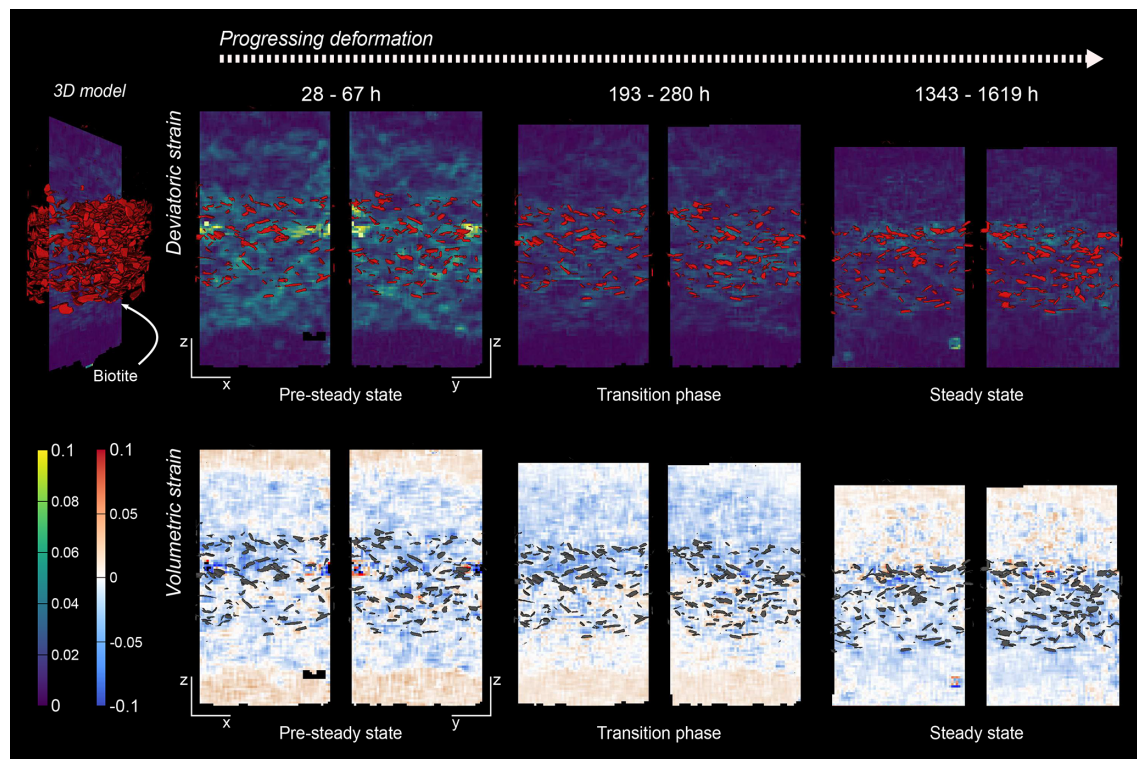 Progressing deformation
3D model
28 - 67 h
193 - 280 h
1343 - 1619 h
Deviatoric strain
Biotite
z
x
z
y
Pre-steady state
Transition phase
Steady state
0.1
0.08
0.06
0.04
0.02
0
0.1
0.05
0
-0.05
-0.1
Volumetric strain
z
x
z
y
Pre-steady state
Transition phase
Steady state